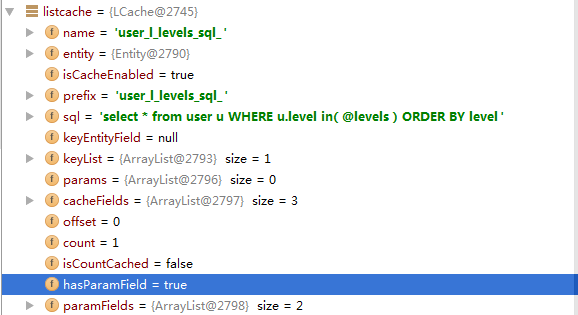 listcache = {LCache@2745}
f name = 'user_l_levels_sql_'
f entity = {Entity@2790}
f isCacheEnabled = true
f prefix = 'user_l_levels_sql_'
f sql = 'select * from user u WHERE u.level in( @levels ) ORDER BY level '
f keyEntityField = null
f keyList = {ArrayList@2793} size = 1
f params = {ArrayList@2796} size = 0
f cacheFields = {ArrayList@2797} size = 3
f offset = 0
f count = 1
f isCountCached = false
f hasParamField = true
f paramFields = {ArrayList@2798} size = 2